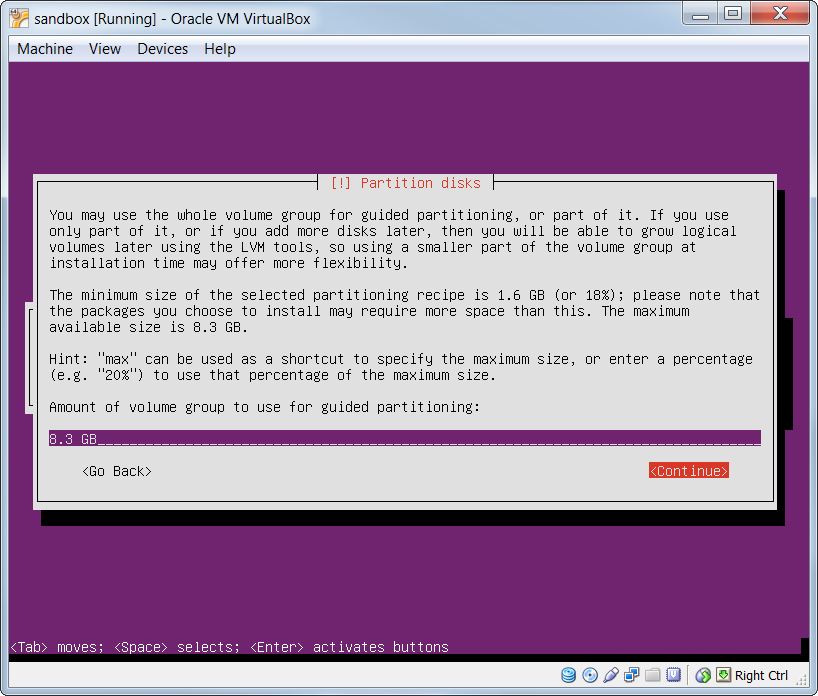 sandbox [Running] - Oracle VM VirtualBox
Machine View Devices Help
[!] Partition disks
You may use the whole volume group for guided partitioning, or part of it. If you use
only part of it, or if you add more disks later, then you will be able to grow logical
volumes later using the LVM tools, so using a smaller part of the volume group at
installation time may offer more flexibility.
The minimum size of the selected partitioning recipe is 1.6 GB (or 18%); please note that
the packages you choose to install may require more space than this. The maximum
available size is 8.3 GB.
Hint: "max" can be used as a shortcut to specify the maximum size, or enter a percentage
(e.g. "20%") to use that percentage of the maximum size.
Amount of volume group to use for guided partitioning:
8.3 GB
<Go Back> <Continue>
<Tab> moves; <Space> selects; <Enter> activates buttons
Right Ctrl